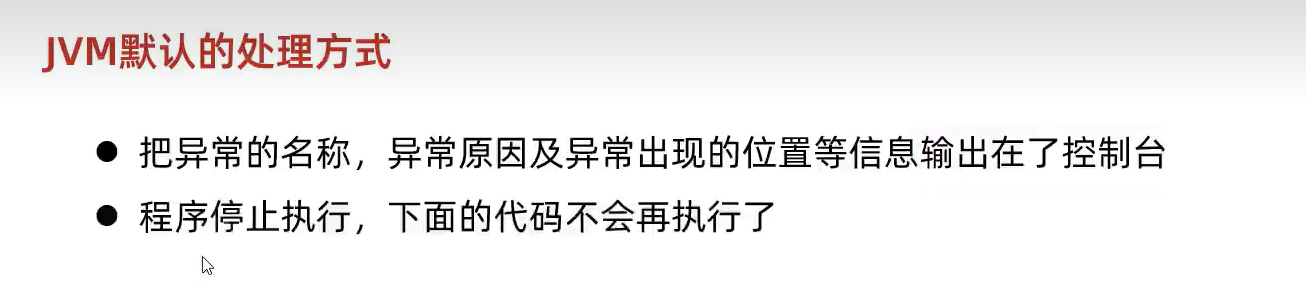 JVM默认的处理方式
● 把异常的名称，异常原因及异常出现的位置等信息输出在了控制台
● 程序停止执行，下面的代码不会再执行了